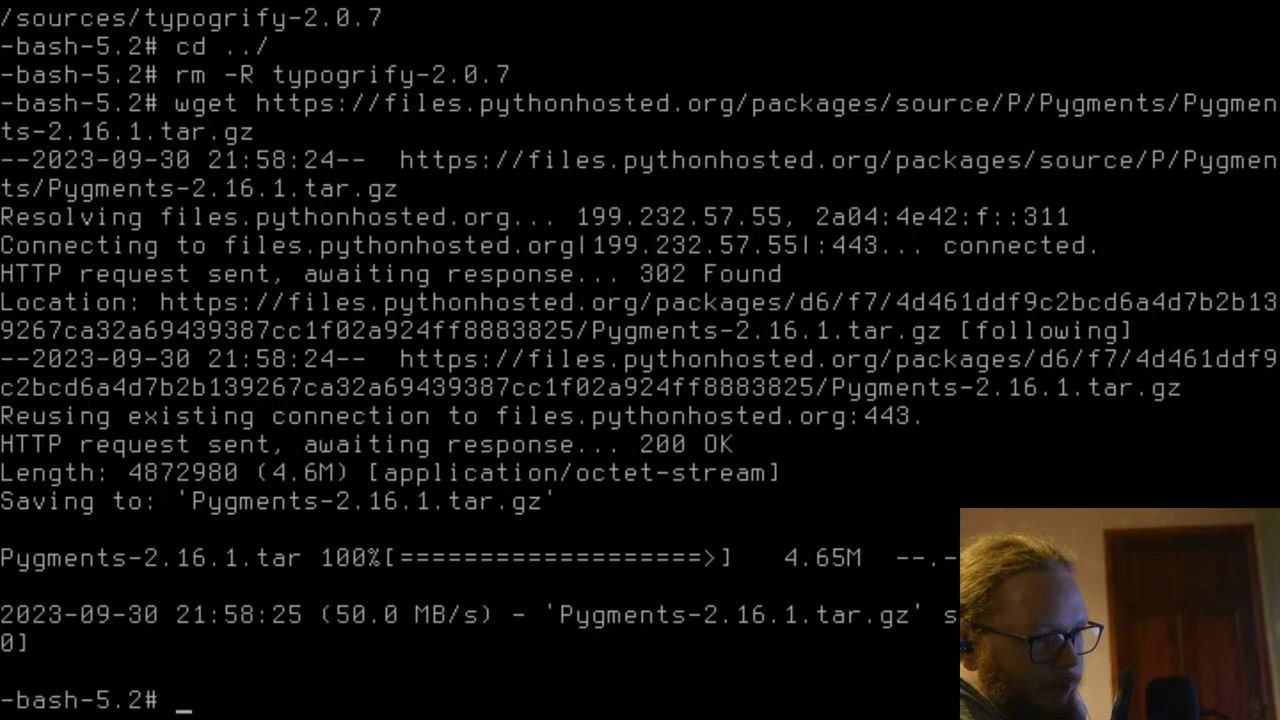 /sources/typogrify-2.0.7
-bash-5.2# cd ../
-bash-5.2# rm -R typogrify-2.0.7
-bash-5.2# wget https://files.pythonhosted.org/packages/source/P/Pygments/Pygmen
ts-2.16.1.tar.gz
--2023-09-30 21:58:24--  https://files.pythonhosted.org/packages/source/P/Pygmen
ts/Pygments-2.16.1.tar.gz
Resolving files.pythonhosted.org... 199.232.57.55, 2a04:4e42:f::311
Connecting to files.pythonhosted.org|199.232.57.55|:443... connected.
HTTP request sent, awaiting response... 302 Found
Location: https://files.pythonhosted.org/packages/d6/f7/4d461ddf9c2bcd6a4d7b2b13
9267ca32a69439387cc1f02a924ff8883825/Pygments-2.16.1.tar.gz [following]
--2023-09-30 21:58:24--  https://files.pythonhosted.org/packages/d6/f7/4d461ddf9
c2bcd6a4d7b2b139267ca32a69439387cc1f02a924ff8883825/Pygments-2.16.1.tar.gz
Reusing existing connection to files.pythonhosted.org:443.
HTTP request sent, awaiting response... 200 OK
Length: 4872980 (4.6M) [application/octet-stream]
Saving to: 'Pygments-2.16.1.tar.gz'
Pygments-2.16.1.tar 100%[===================>]   4.65M  --.-
2023-09-30 21:58:25 (50.0 MB/s) - 'Pygments-2.16.1.tar.gz' s
0]
-bash-5.2# _